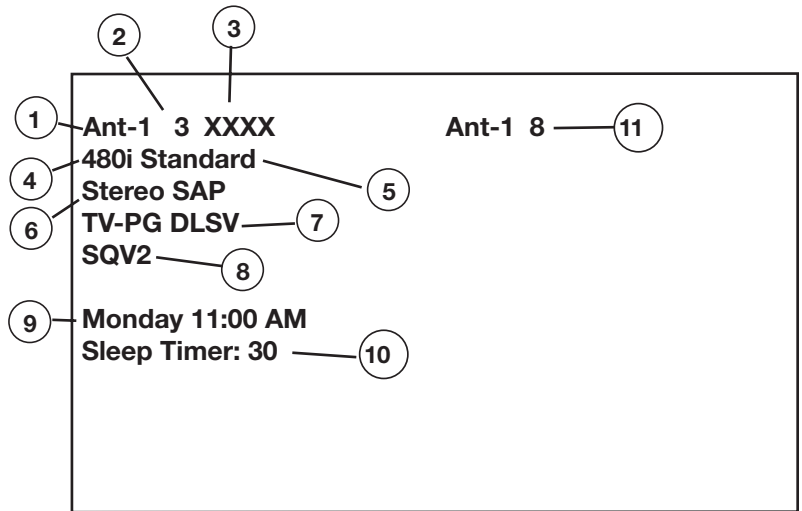 2 3
1 Ant-1 3 XXXX Ant-1 8 11
4 480i Standard 5
6 Stereo SAP
TV-PG DLSV 7
SQV2 8
9 Monday 11:00 AM
Sleep Timer: 30 10